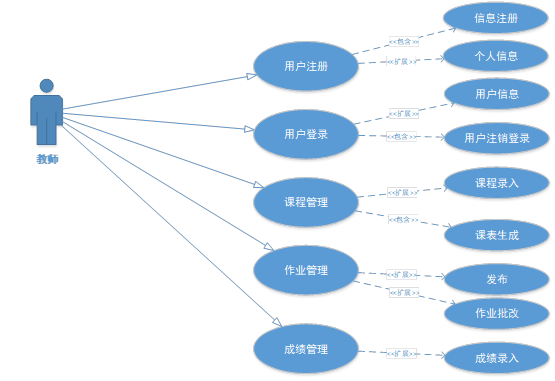 信息注册
<<包含>>
用户注册
<<扩展>>
个人信息
用户信息
<<扩展>>
用户登录
<<包含>>
用户注销登录
教师
课程录入
<<扩展>>
课程管理
<<包含>>
课表生成
作业管理
<<扩展>>
发布
<<扩展>>
作业批改
成绩管理
<<扩展>>
成绩录入